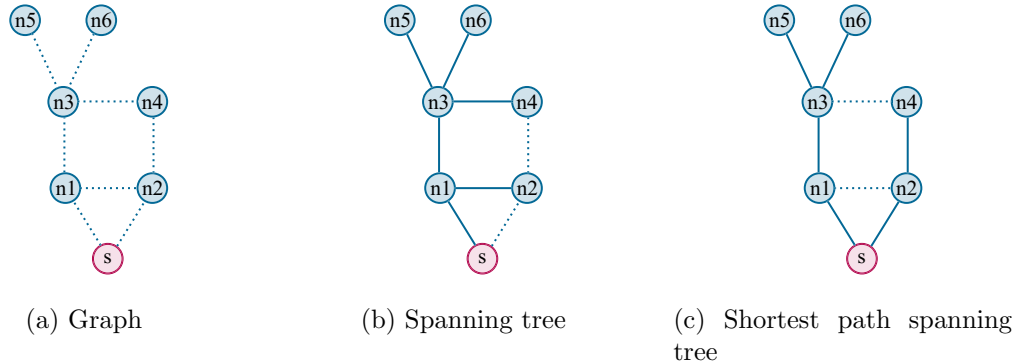 n5 n6 n5 n6 n5 n6
n3 n4 n3 n4 n3 n4
n1 n2 n1 n2 n1 n2
s s s
(a) Graph
(b) Spanning tree
(c) Shortest path spanning
tree